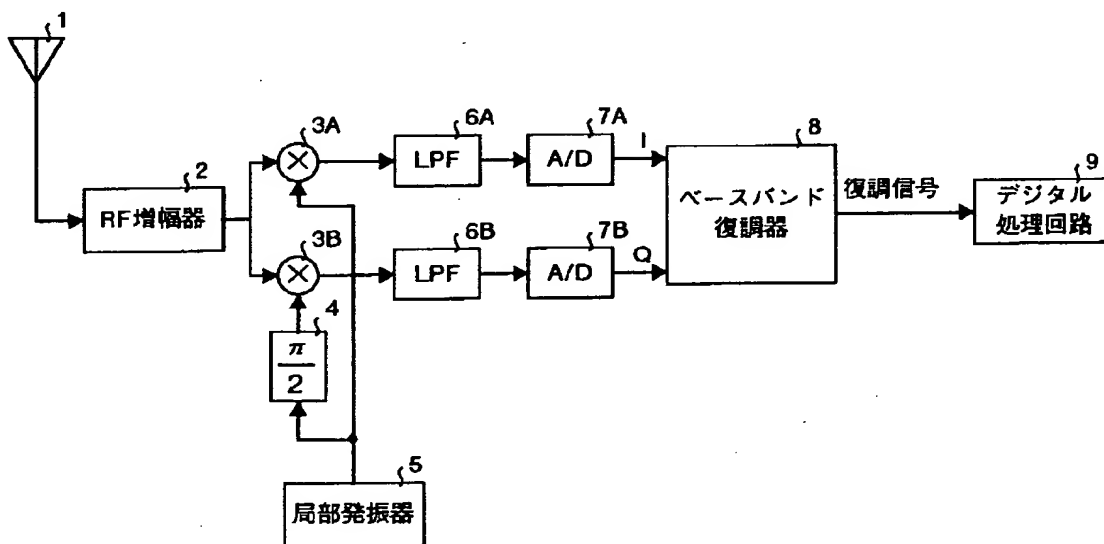 1
2
RF増幅器
3A
3B
4
π
2
5
局部発振器
6A
LPF
6B
LPF
7A
A/D
I
7B
A/D
Q
8
ベースバンド
復調器
復調信号
9
デジタル
処理回路